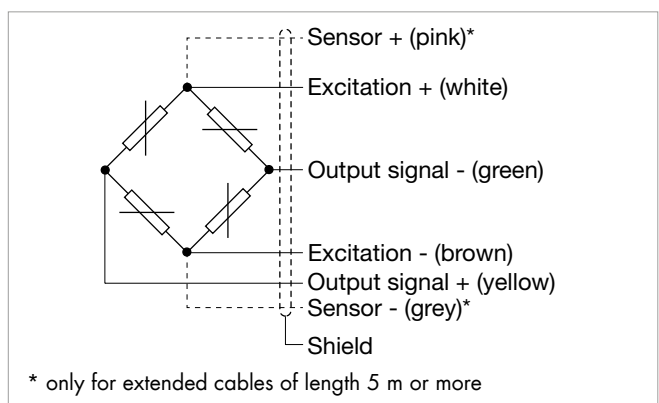 Sensor + (pink)*
Excitation + (white)
Output signal - (green)
Excitation - (brown)
Output signal + (yellow)
Sensor - (grey)*
Shield
* only for extended cables of length 5 m or more